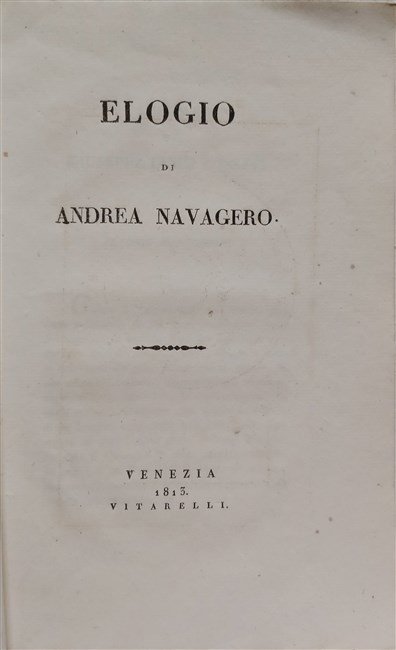 ELOGIO
DI
ANDREA NAVAGERO.
VENEZIA
1813.
VITARELLI.